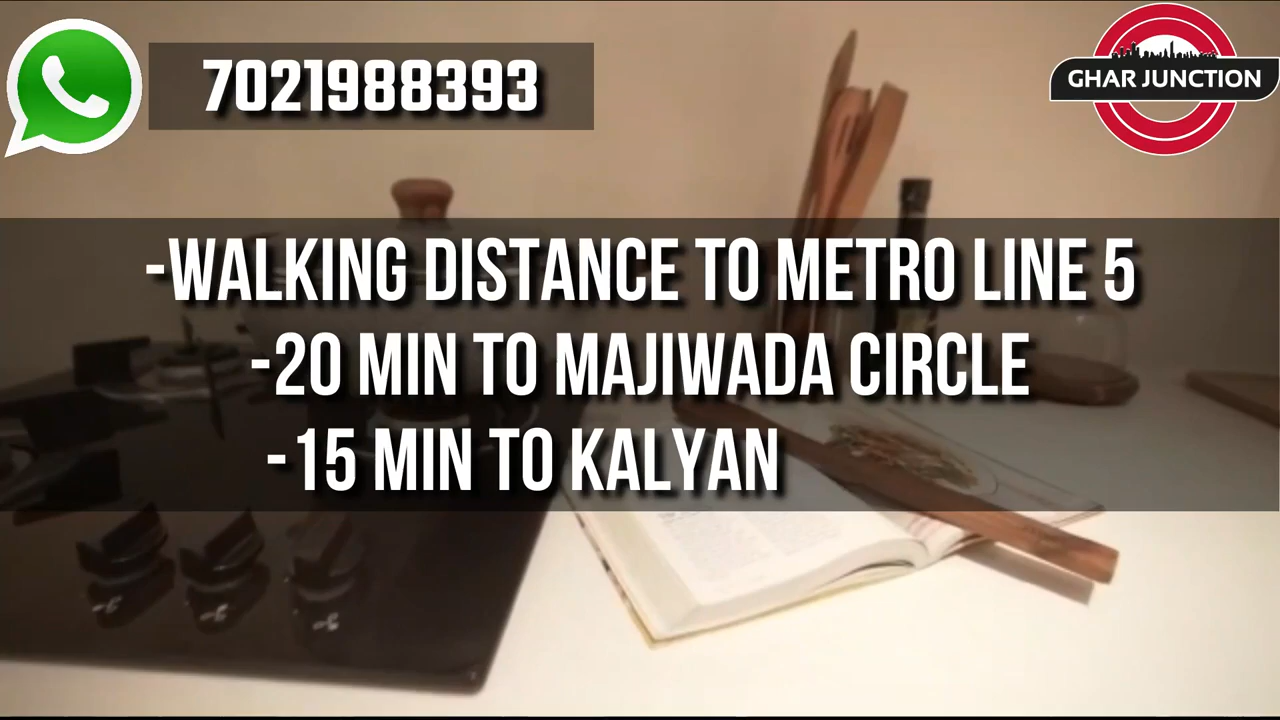 7021988393
GHAR JUNCTION
-WALKING DISTANCE TO METRO LINE 5
-20 MIN TO MAJIWADA CIRCLE
-15 MIN TO KALYAN